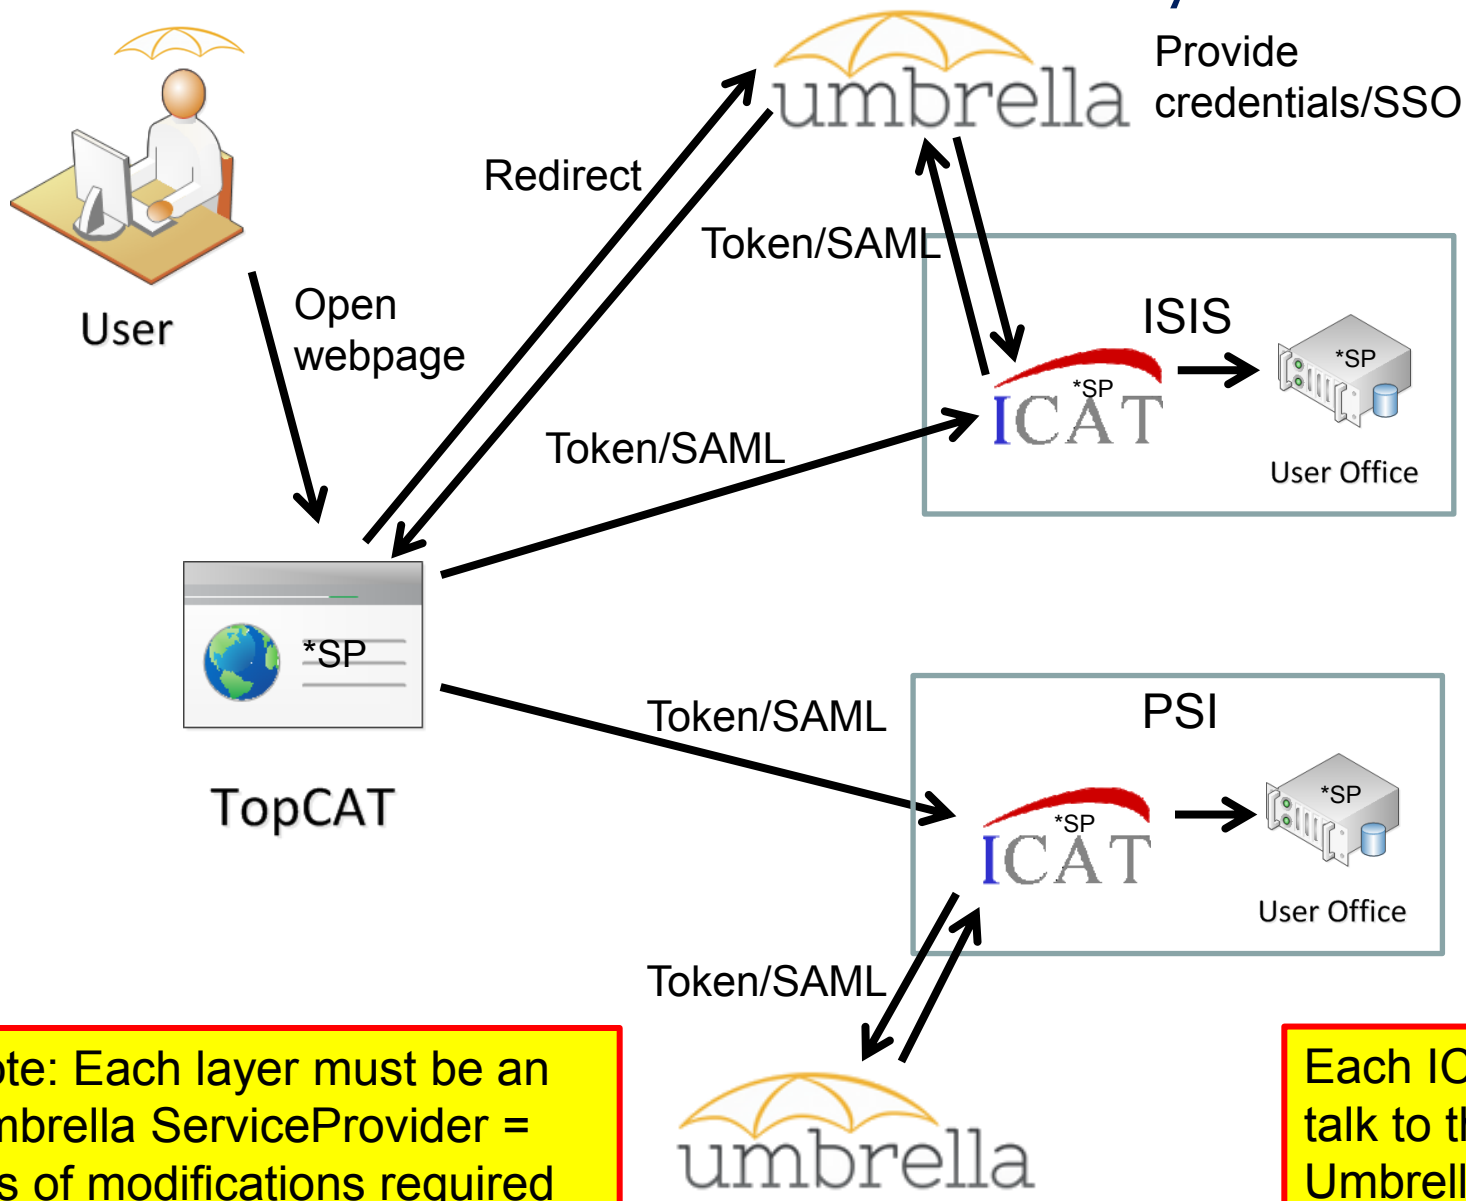 umbrella
Provide
credentials/SSO
Redirect
Token/SAML
User
Open
webpage
ISIS
*SP
*SP
ICAT
User Office
Token/SAML
*SP
TopCAT
Token/SAML
PSI
*SP
*SP
ICAT
User Office
Token/SAML
Each layer must be an
ServiceProvider =
of modifications required
umbrella
Each
talk to